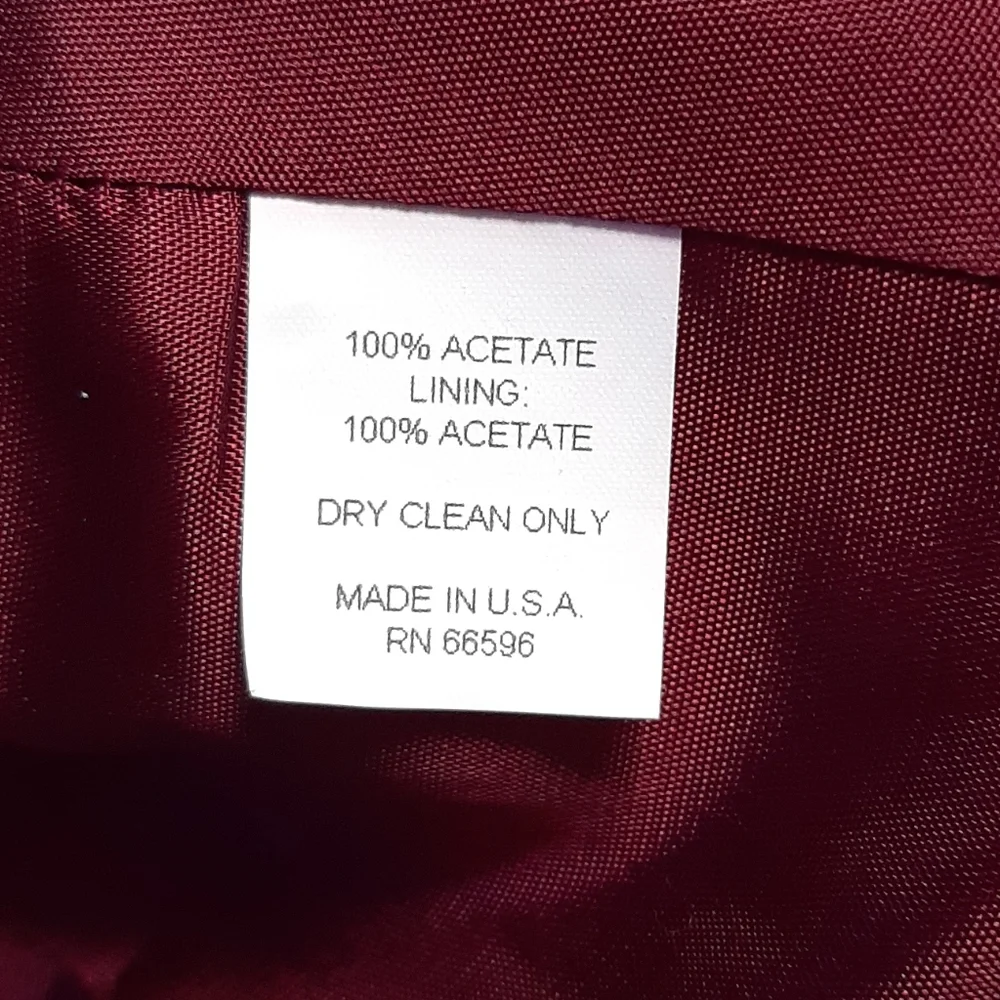 100% ACETATE
LINING:
100% ACETATE
DRY CLEAN ONLY
MADE IN U.S.A.
RN 66596